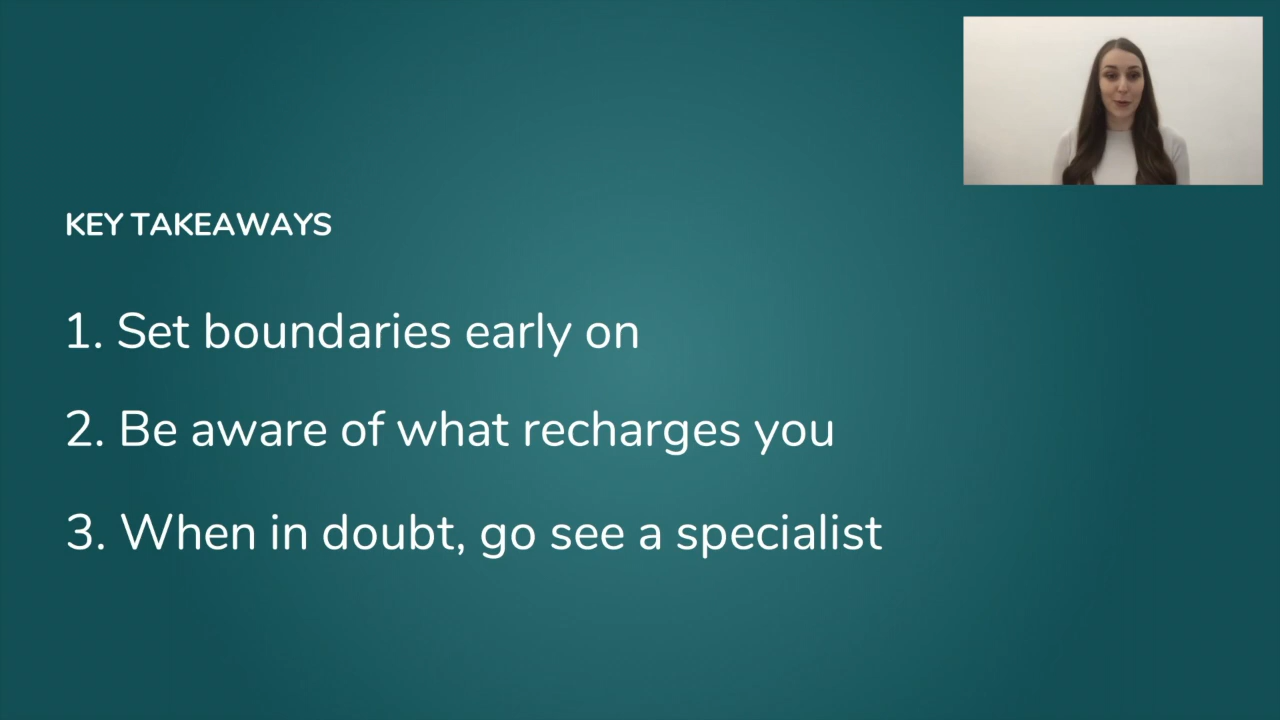 KEY TAKEAWAYS
1. Set boundaries early on
2. Be aware of what recharges you
3. When in doubt, go see a specialist